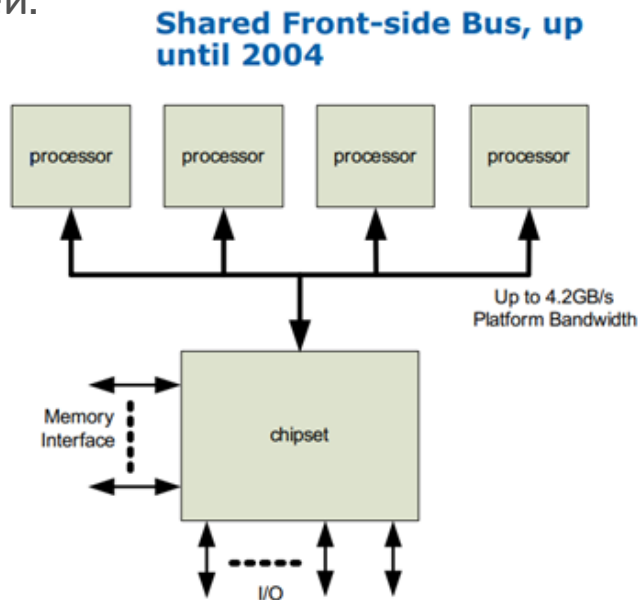 и.
Shared Front-side Bus, up
until 2004
processor
processor
processor
processor
Up to 4.2GB/s
Platform Bandwidth
Memory
Interface
chipset
I/O